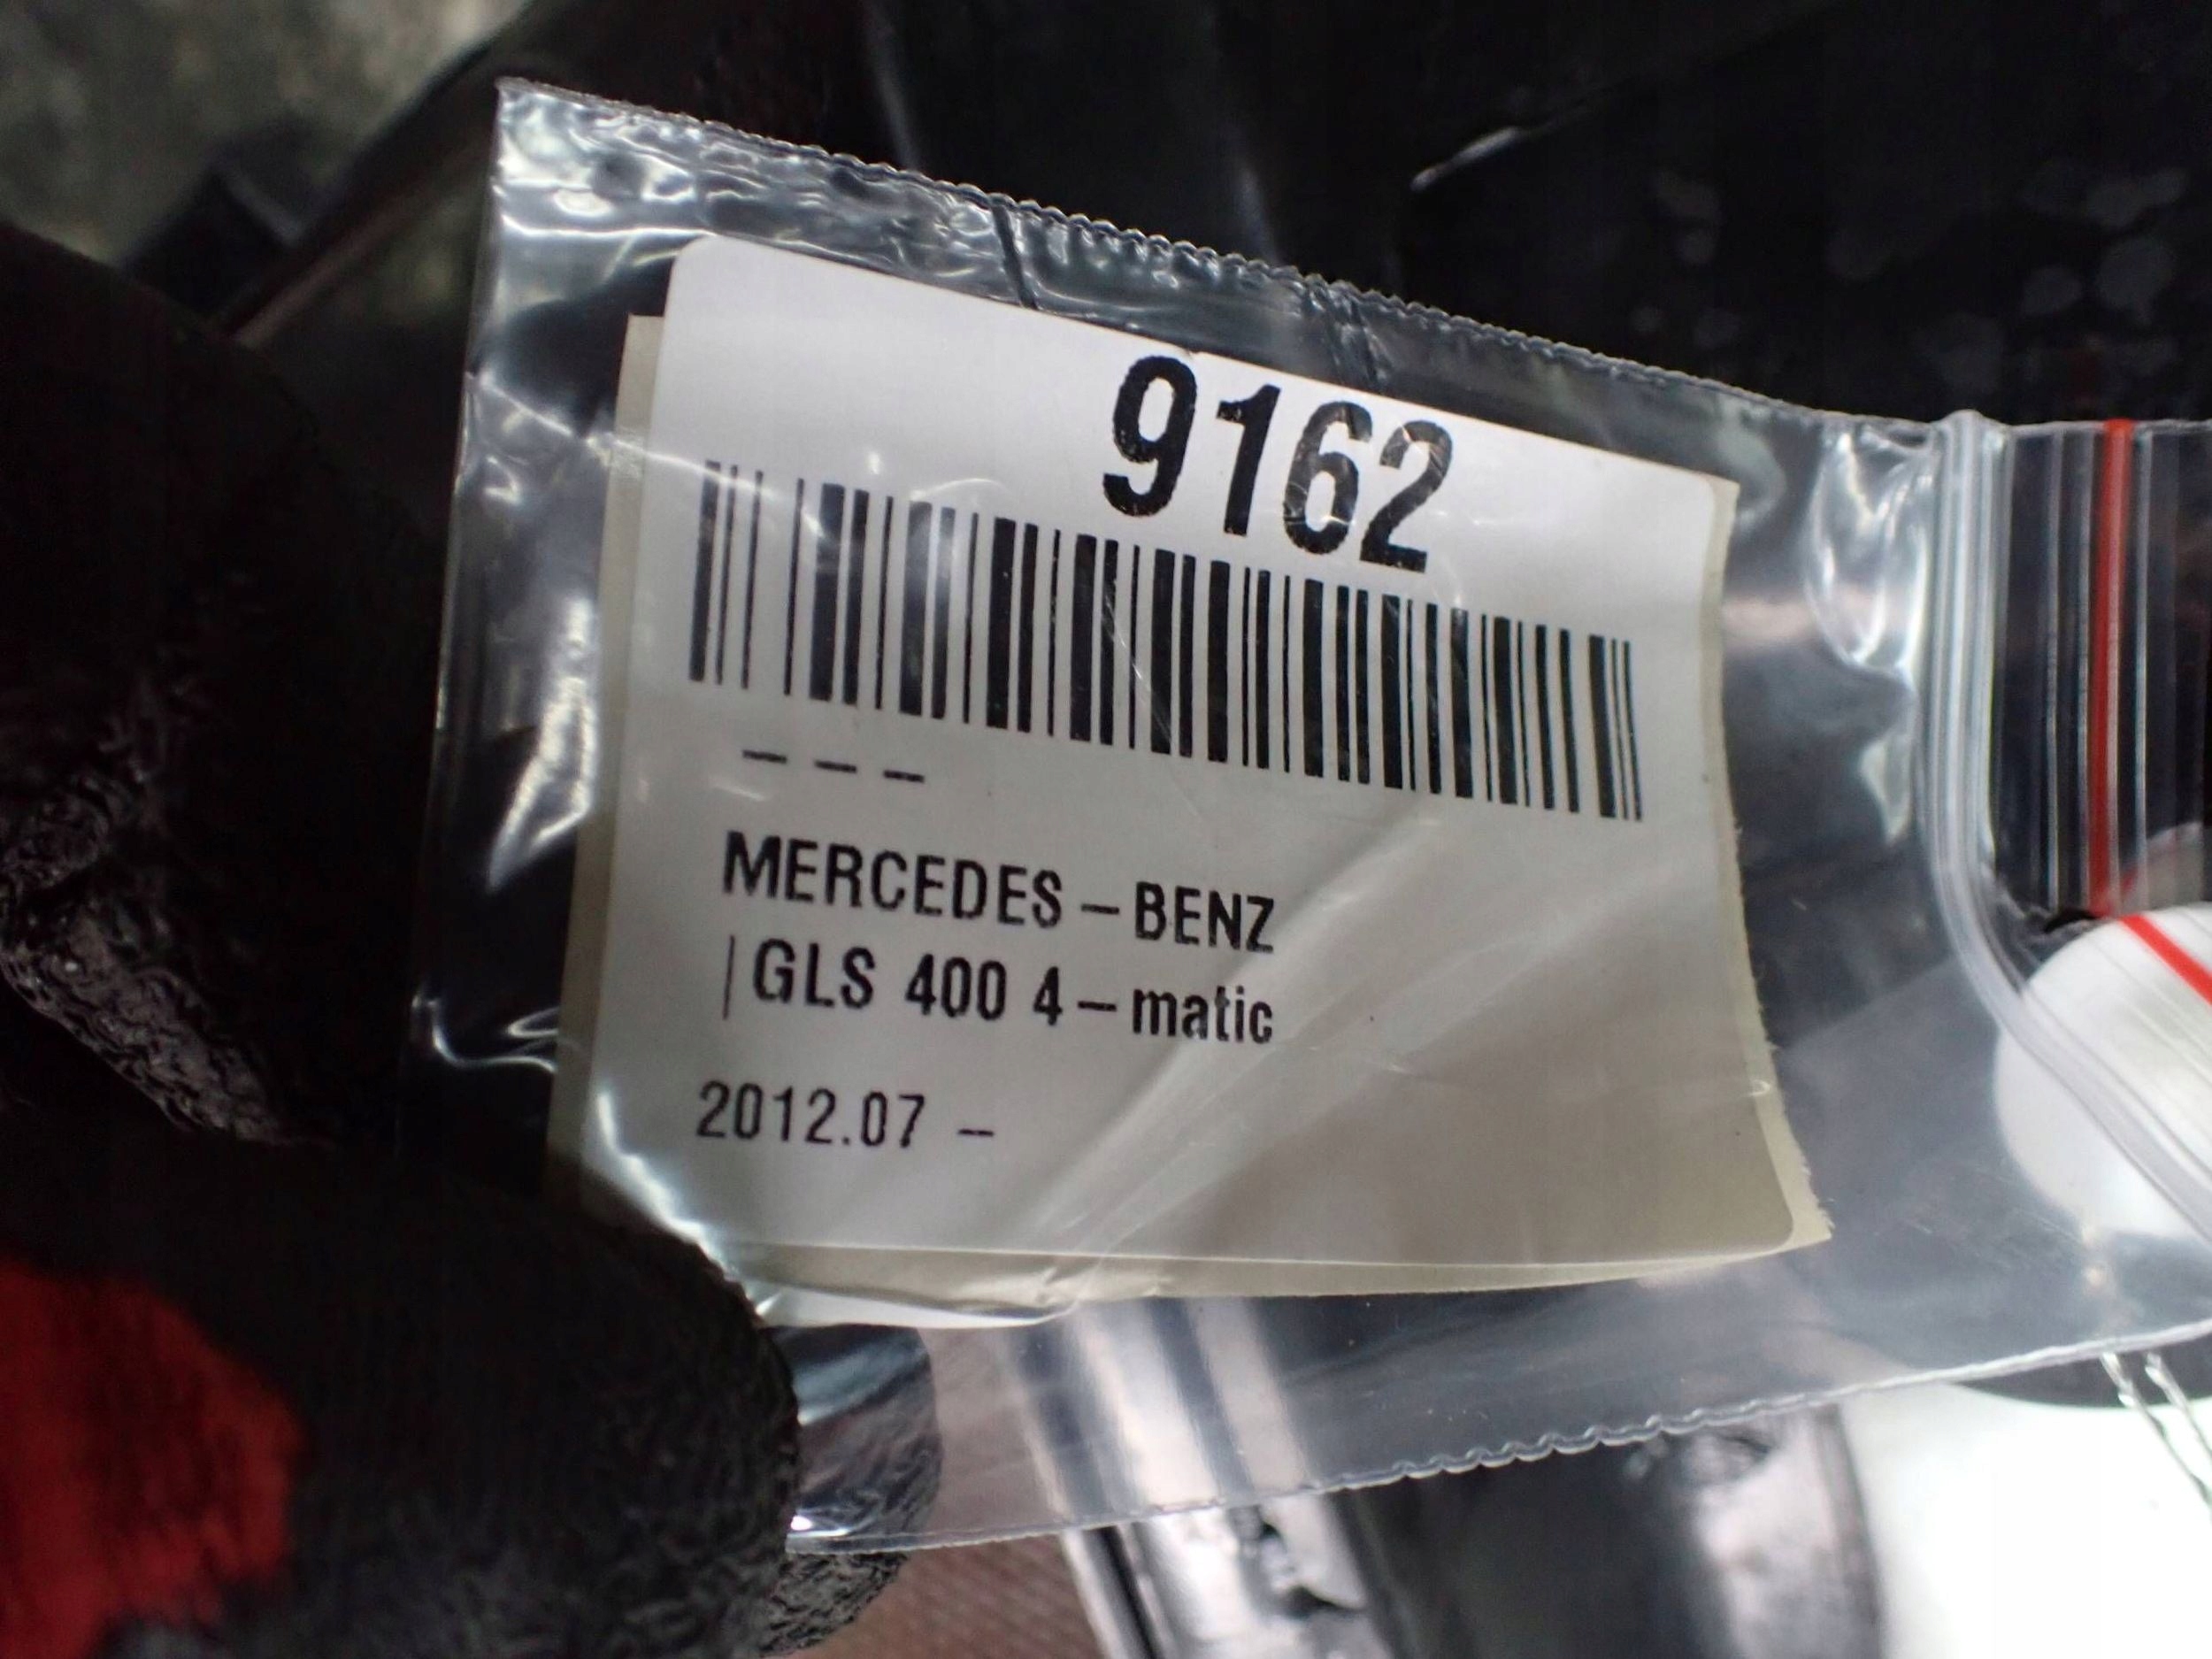 9162
– – –
MERCEDES – BENZ
|GLS 400 4 – matic
2012.07 –